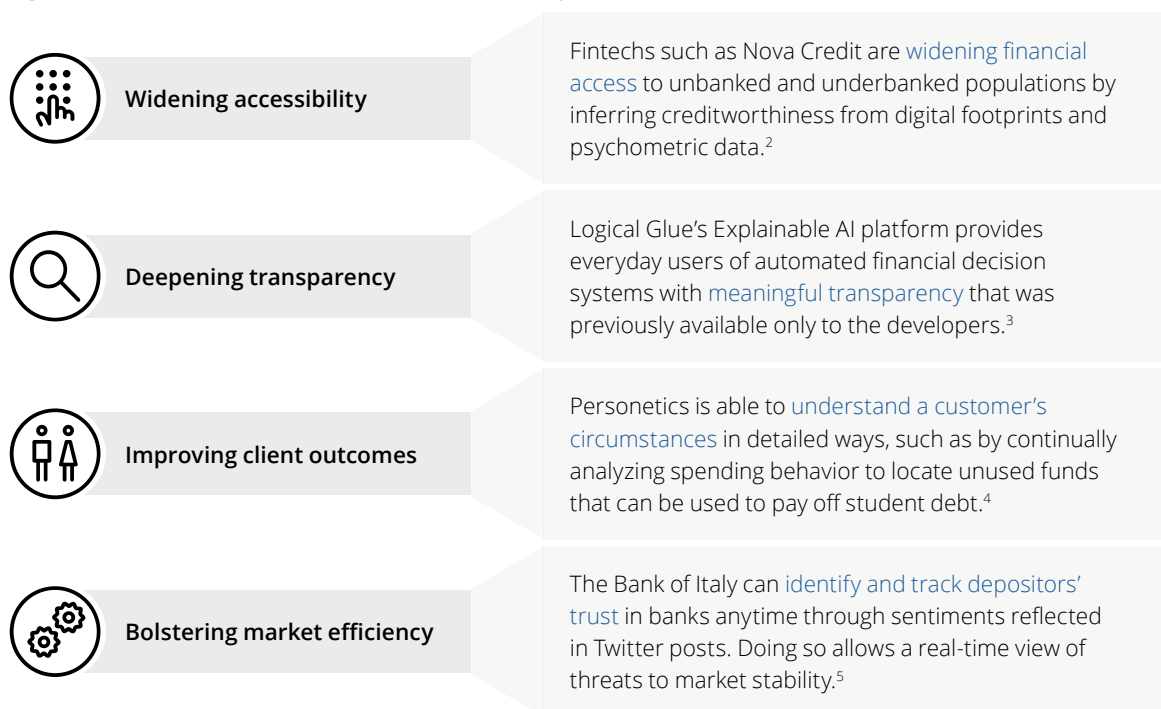 Widening accessibility
Fintechs such as Nova Credit are widening financial
access to unbanked and underbanked populations by
inferring creditworthiness from digital footprints and
psychometric data.2
Deepening transparency
Logical Glue’s Explainable AI platform provides
everyday users of automated financial decision
systems with meaningful transparency that was
previously available only to the developers.3
Improving client outcomes
Personetics is able to understand a customer’s
circumstances in detailed ways, such as by continually
analyzing spending behavior to locate unused funds
that can be used to pay off student debt.4
Bolstering market efficiency
The Bank of Italy can identify and track depositors’
trust in banks anytime through sentiments reflected
in Twitter posts. Doing so allows a real-time view of
threats to market stability.5